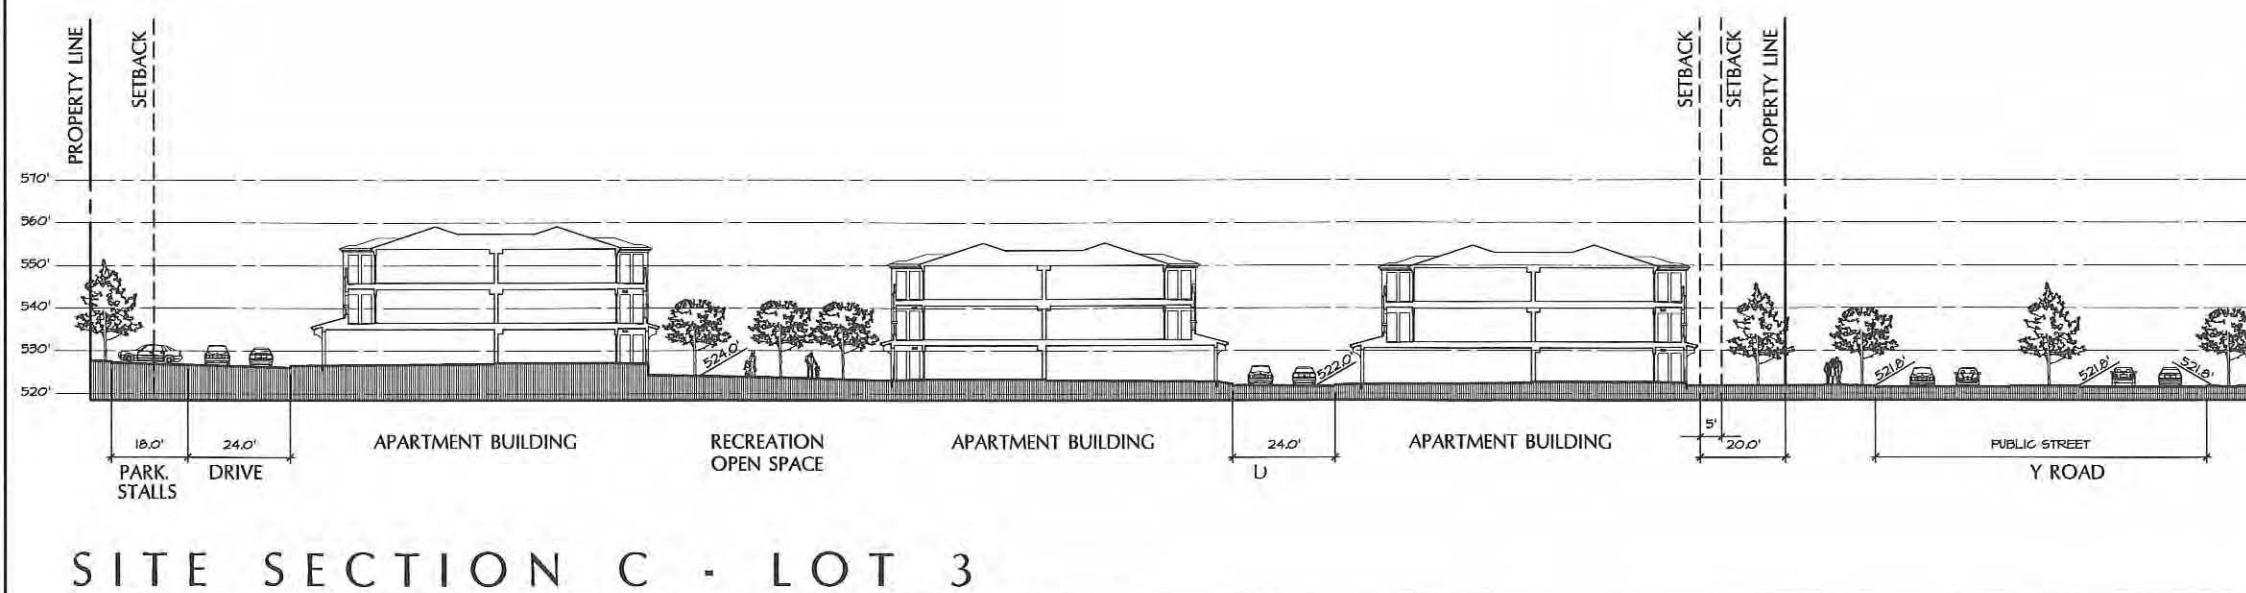 PROPERTY LINE
SETBACK
SETBACK
SETBACK
PROPERTY LINE
570'
560'
550'
540'
530'
520'
524.0'
522.0'
521.8'
521.8'
521.8'
18.0'
24.0'
APARTMENT BUILDING
RECREATION
OPEN SPACE
APARTMENT BUILDING
24.0'
APARTMENT BUILDING
5'
20.0'
PUBLIC STREET
PARK.
STALLS
DRIVE
Y ROAD
SITE SECTION C - LOT 3